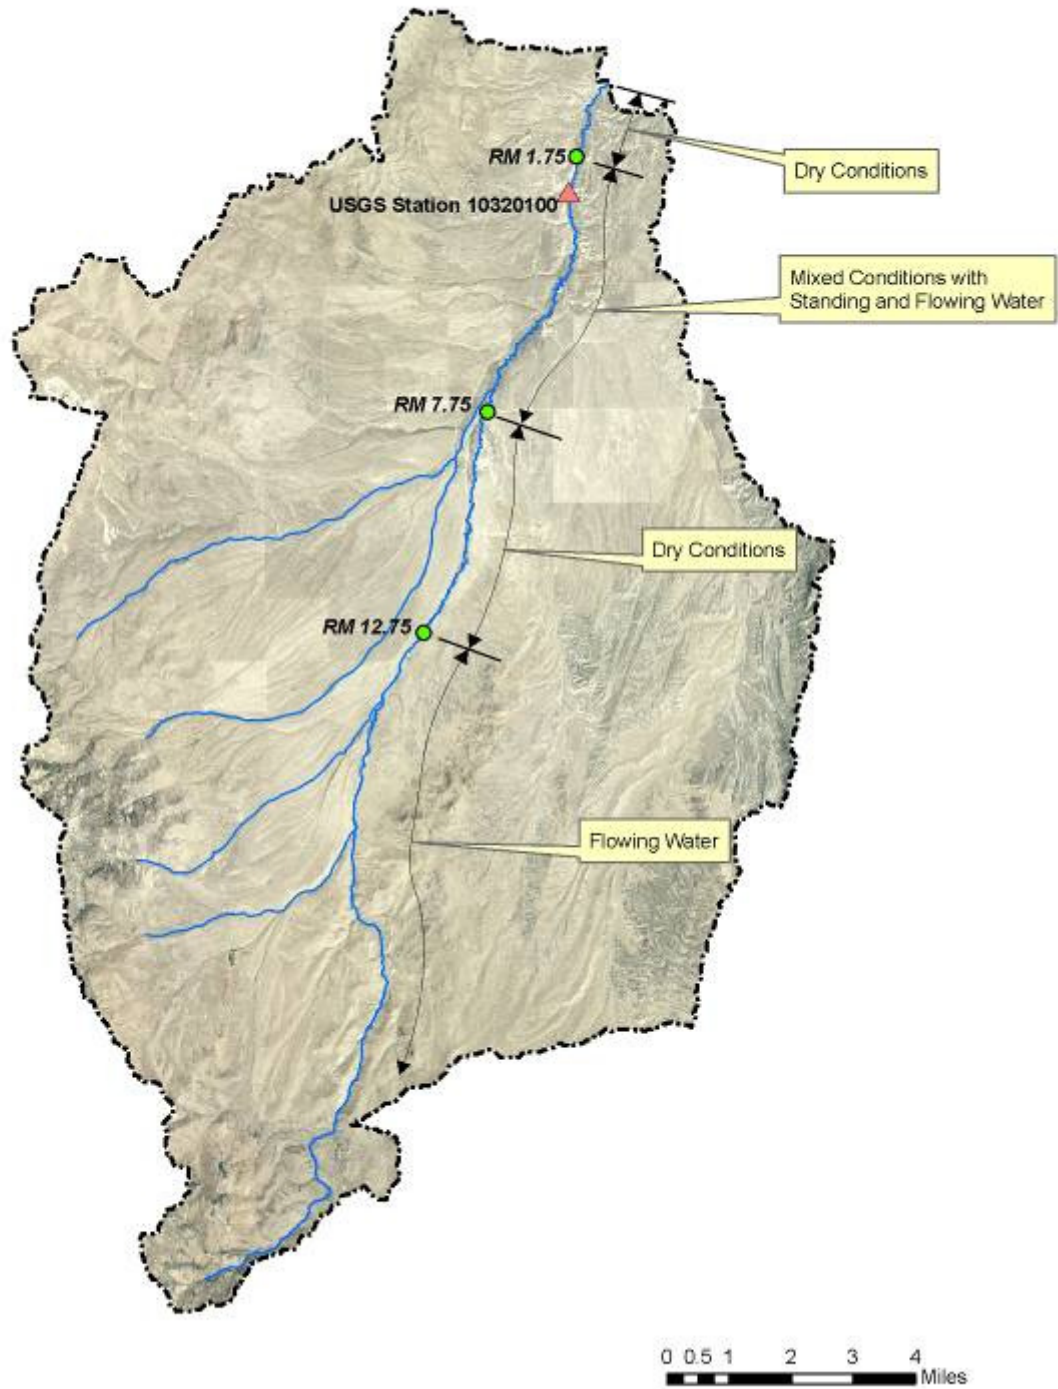 RM 1.75
Dry Conditions
USGS Station 10320100
Mixed Conditions with
Standing and Flowing Water
RM 7.75
Dry Conditions
RM 12.75
Flowing Water
0 0.5 1 2 3 4
Miles